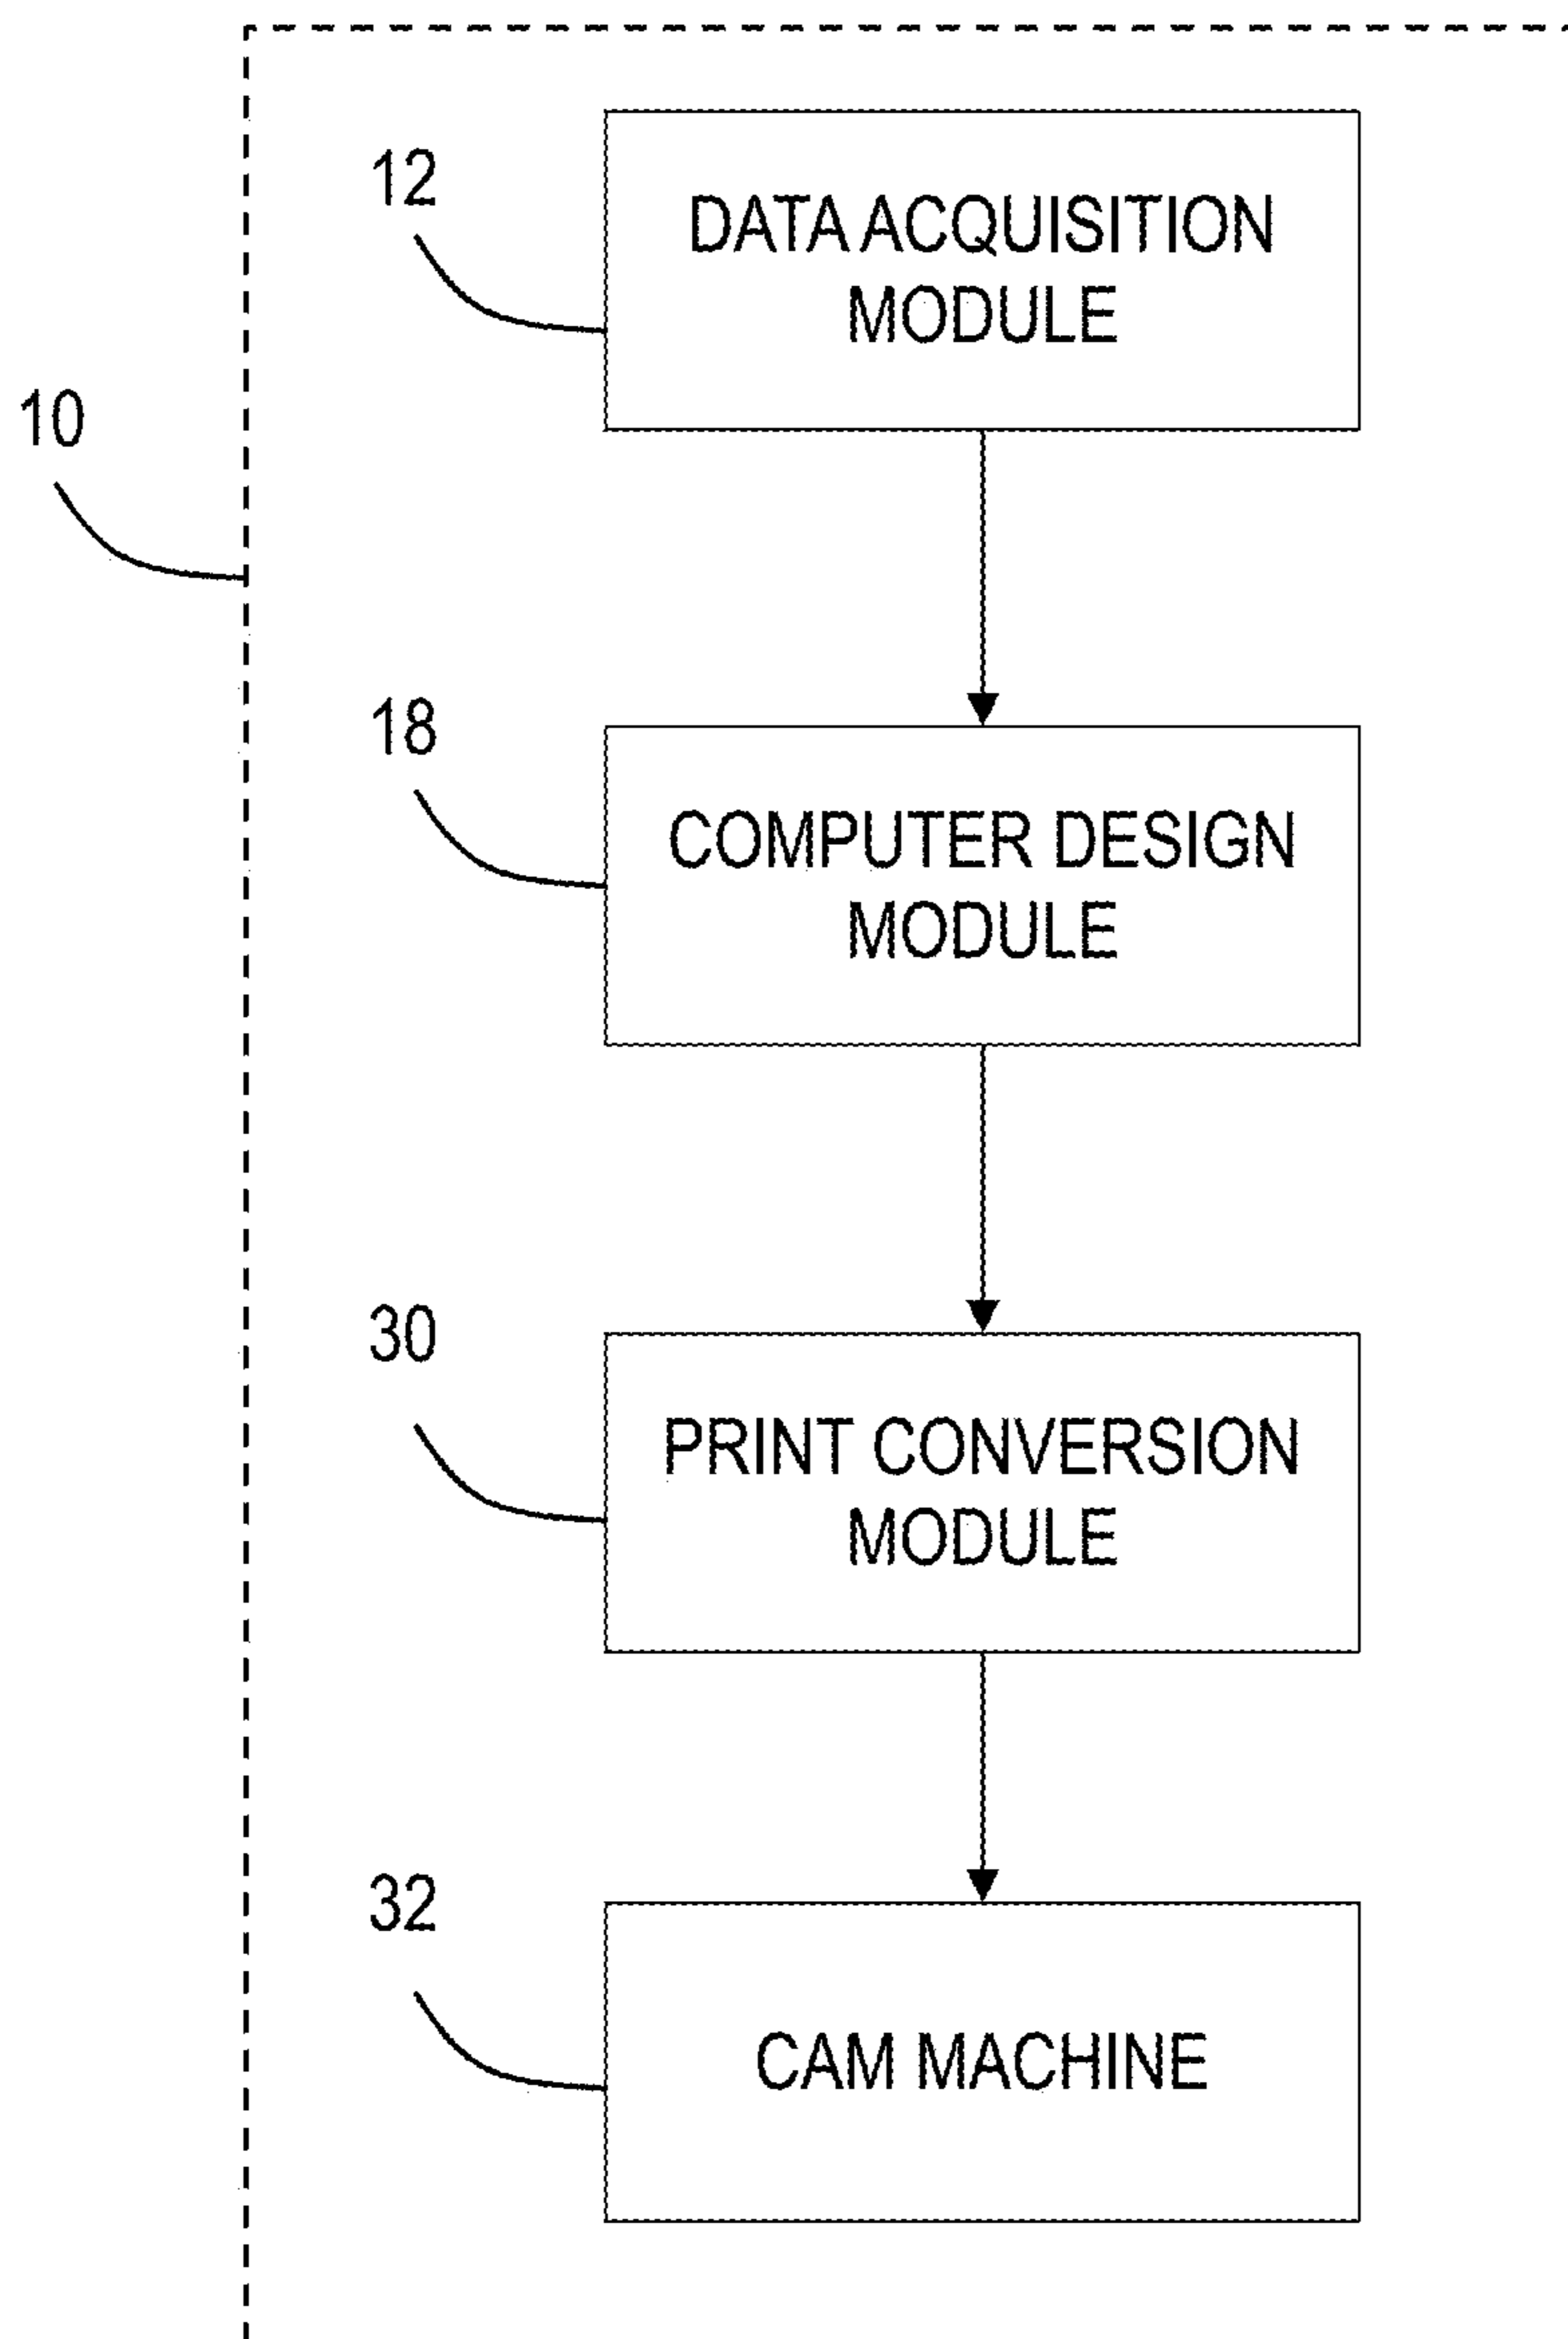 12
DATA ACQUISITION
MODULE
10
18
COMPUTER DESIGN
MODULE
30
PRINT CONVERSION
MODULE
32
CAM MACHINE